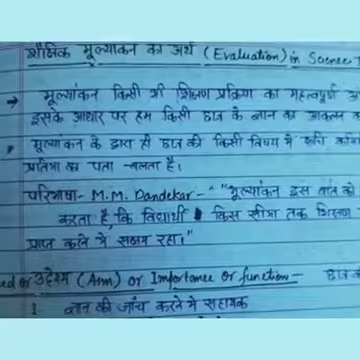 शैक्षिक मूल्यांकन का अर्थ (Evaluation) in Science
→ मूल्यांकन किसी भी शिक्षण प्रक्रिया का महत्वपूर्ण
इसके आधार पर हम किसी छात्र के ज्ञान का आकलन
मूल्यांकन के द्वारा ही छात्र की किसी विषय में रुचि
प्रतिभा का पता चलता है।
परिभाषा- M.M. Dandekar- "मूल्यांकन इस बात को
करता है, कि विद्यार्थी किस सीमा तक शिक्षण
प्राप्त करने मे सक्षम रहा।"
or उद्देश्य (Aim) or Importance or function-
1. ज्ञान की जाँच करने मे सहायक